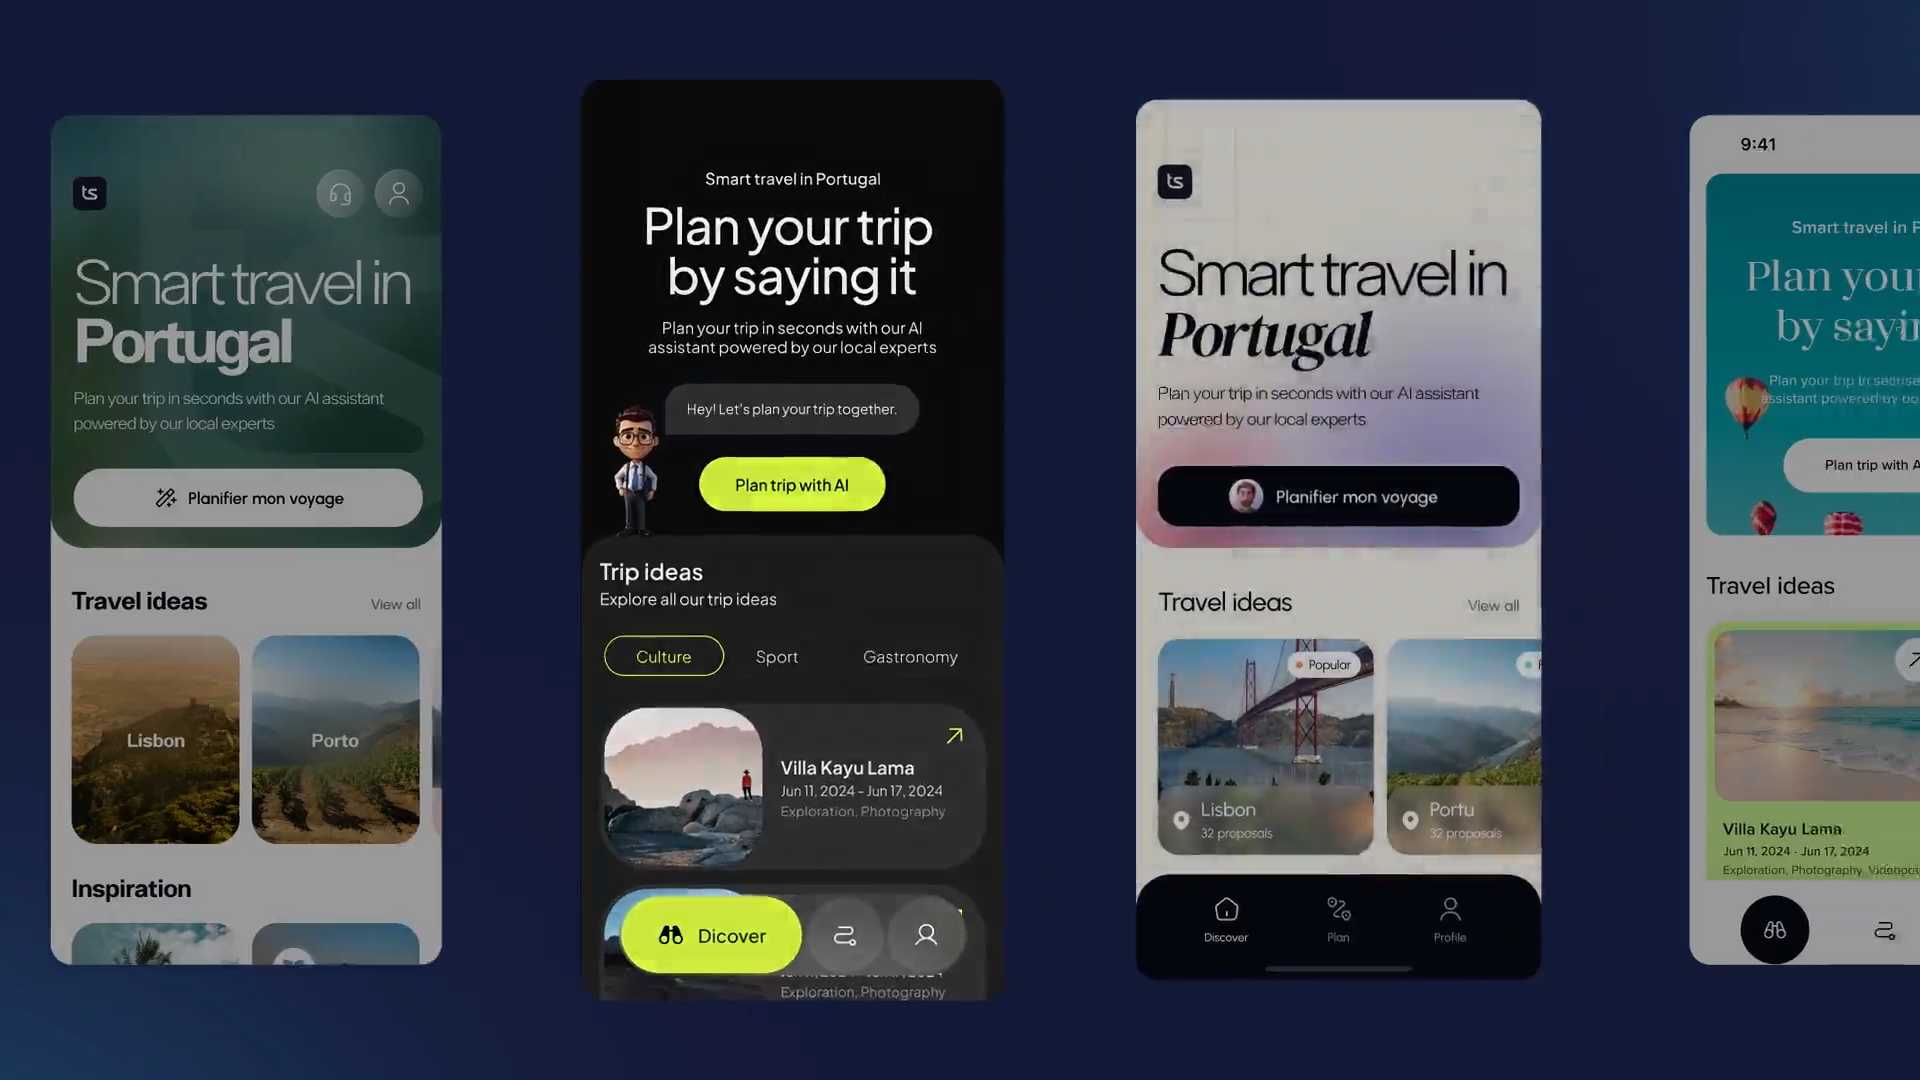 ts
Smart travel in
Portugal
Plan your trip in seconds with our AI assistant
powered by our local experts
Planifier mon voyage
Travel ideas
View all
Lisbon
Porto
Inspiration
Smart travel in Portugal
Plan your trip
by saying it
Plan your trip in seconds with our AI
assistant powered by our local experts
Hey! Let's plan your trip together.
Plan trip with AI
Trip ideas
Explore all our trip ideas
Culture
Sport
Gastronomy
Villa Kayu Lama
Jun 11, 2024 - Jun 17, 2024
Exploration, Photography
Dicover
Exploration, Photography
ts
Smart travel in
Portugal
Plan your trip in seconds with our AI assistant
powered by our local experts
Planifier mon voyage
Travel ideas
View all
Popular
Lisbon
32 proposals
Portu
32 proposals
Discover
Plan
Profile
9:41
Smart travel in
Plan you
by sayin
Plan your trip in
assistant powered
Plan trip with
Travel ideas
Villa Kayu Lama
Jun 11, 2024 - Jun 17, 2024
Exploration, Photography,